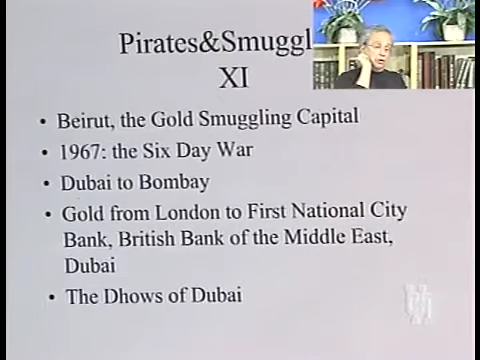 Pirates&Smuggl
XI
• Beirut, the Gold Smuggling Capital
• 1967: the Six Day War
• Dubai to Bombay
• Gold from London to First National City
Bank, British Bank of the Middle East,
Dubai
• The Dhows of Dubai